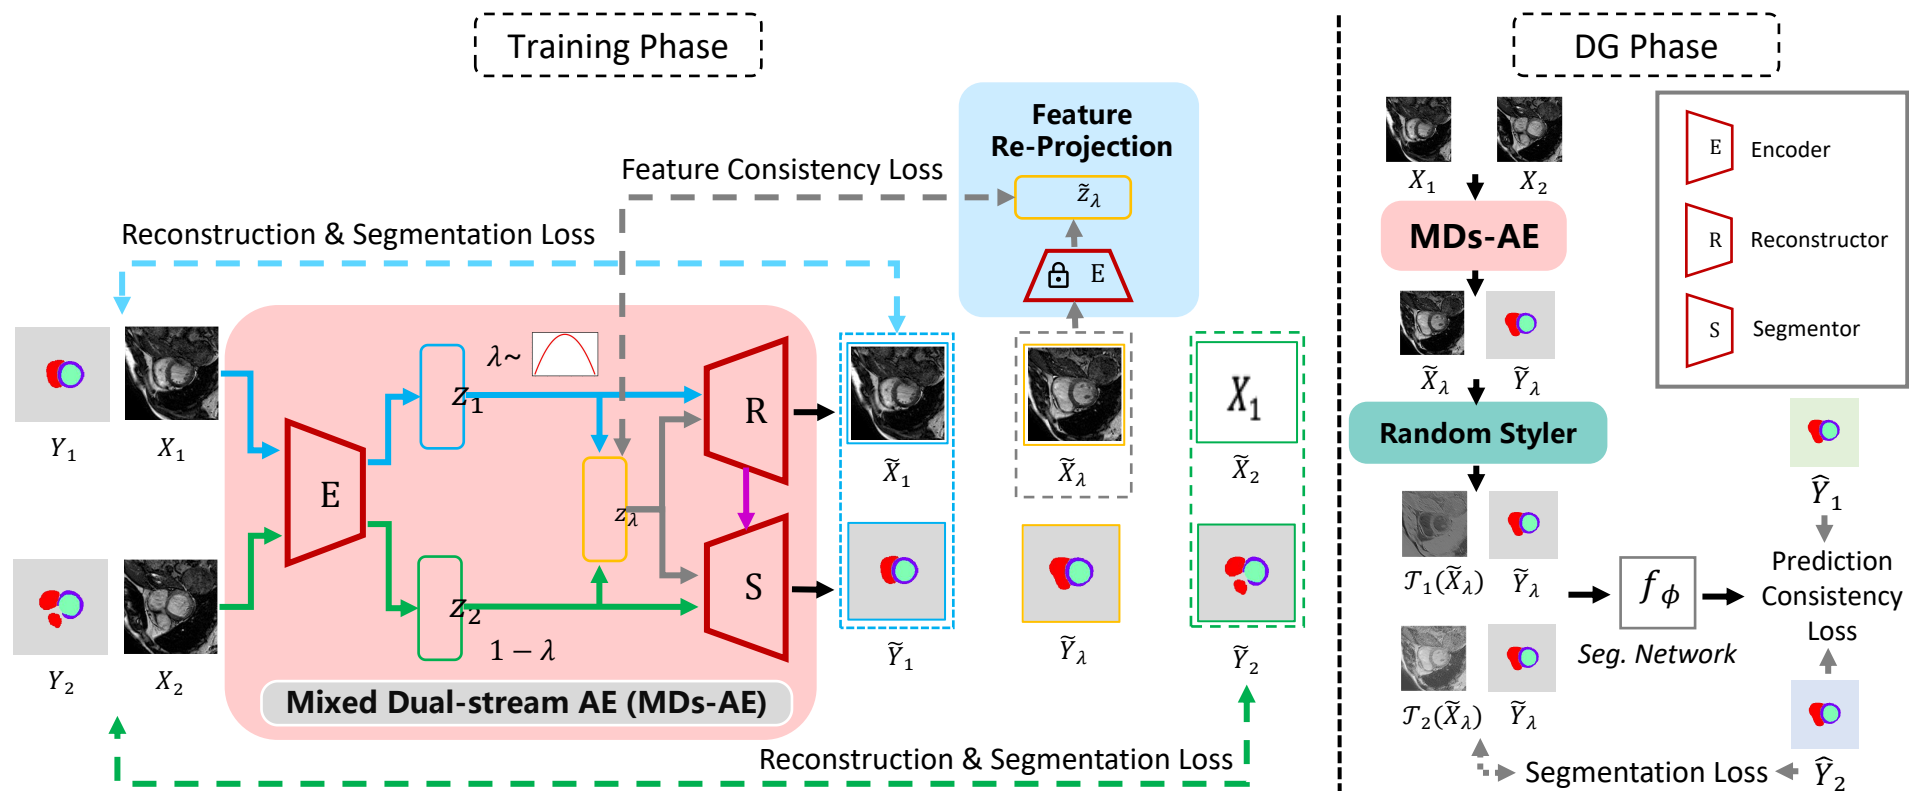 Training Phase
Feature
Re-Projection
Feature Consistency Loss
z̃λ
E
Reconstruction & Segmentation Loss
λ~
Y1
X1
z1
E
R
zλ
S
z2
1 − λ
Y2
X2
Mixed Dual-stream AE (MDs-AE)
X̃1
X̃λ
X1
X̃2
Ỹ1
Ỹλ
Ỹ2
Reconstruction & Segmentation Loss
DG Phase
X1
X2
MDs-AE
X̃λ
Ỹλ
Random Styler
𝒯1(X̃λ)
Ỹλ
𝒯2(X̃λ)
Ỹλ
fϕ
Seg. Network
E
Encoder
R
Reconstructor
S
Segmentor
Ŷ1
Prediction
Consistency
Loss
Segmentation Loss
Ŷ2